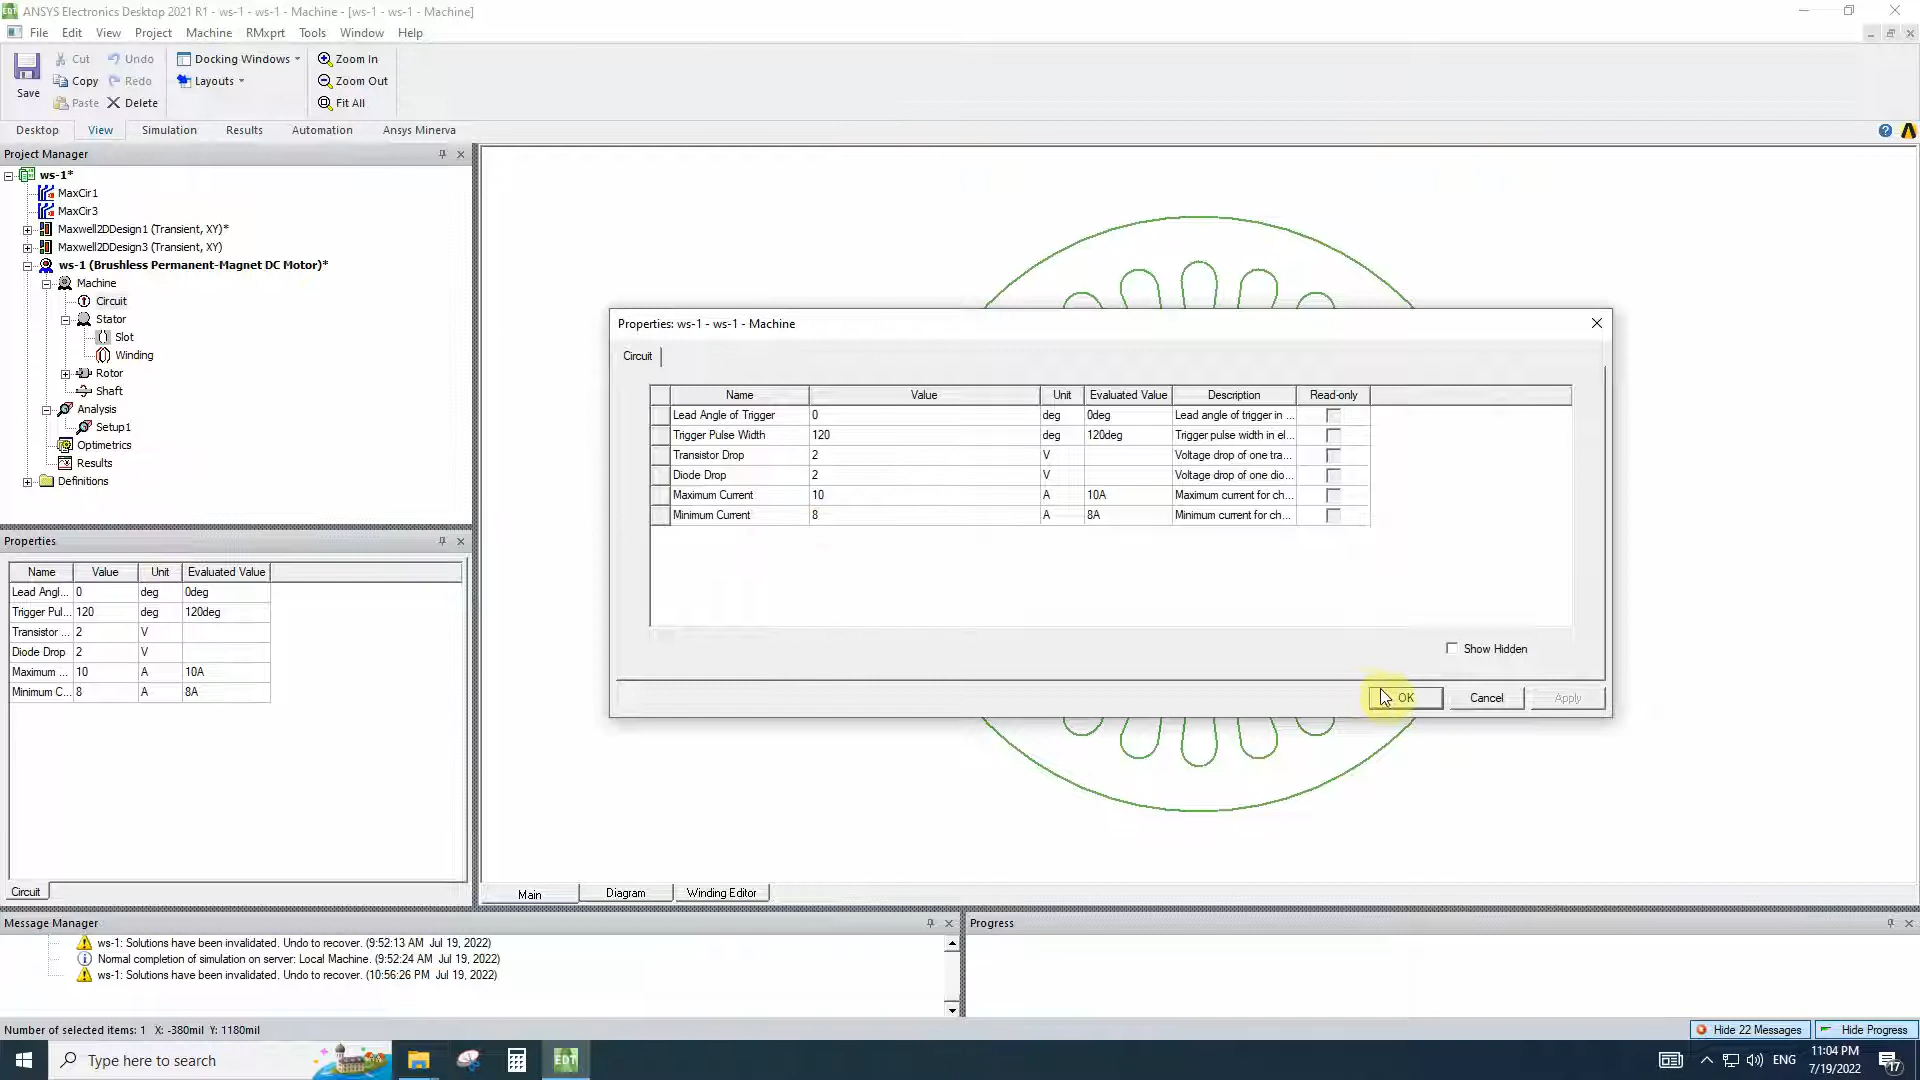 ANSYS Electronics Desktop 2021 R1 - ws-1 - ws-1 - Machine - [ws-1 - ws-1 - Machine]
File Edit View Project Machine RMxprt Tools Window Help
Save
Cut Undo
Copy Redo
Paste Delete
Docking Windows
Layouts
Zoom In
Zoom Out
Fit All
Desktop View Simulation Results Automation Ansys Minerva
Project Manager
ws-1*
MaxCir1
MaxCir3
Maxwell2DDesign1 (Transient, XY)*
Maxwell2DDesign3 (Transient, XY)
ws-1 (Brushless Permanent-Magnet DC Motor)*
Machine
Circuit
Stator
Slot
Winding
Rotor
Shaft
Analysis
Setup1
Optimetrics
Results
Definitions
Properties
Name Value Unit Evaluated Value
Lead Angl... 0 deg 0deg
Trigger Pul... 120 deg 120deg
Transistor ... 2 V
Diode Drop 2 V
Maximum ... 10 A 10A
Minimum C... 8 A 8A
Circuit
Properties: ws-1 - ws-1 - Machine
Circuit
Name Value Unit Evaluated Value Description Read-only
Lead Angle of Trigger 0 deg 0deg Lead angle of trigger in ...
Trigger Pulse Width 120 deg 120deg Trigger pulse width in el...
Transistor Drop 2 V Voltage drop of one tra...
Diode Drop 2 V Voltage drop of one dio...
Maximum Current 10 A 10A Maximum current for ch...
Minimum Current 8 A 8A Minimum current for ch...
Show Hidden
OK Cancel Apply
Main Diagram Winding Editor
Message Manager
ws-1: Solutions have been invalidated. Undo to recover. (9:52:13 AM Jul 19, 2022)
Normal completion of simulation on server: Local Machine. (9:52:24 AM Jul 19, 2022)
ws-1: Solutions have been invalidated. Undo to recover. (10:56:26 PM Jul 19, 2022)
Progress
Number of selected items: 1 X: -380mil Y: 1180mil
Hide 22 Messages Hide Progress
Type here to search
EDT
ENG
11:04 PM
7/19/2022
17